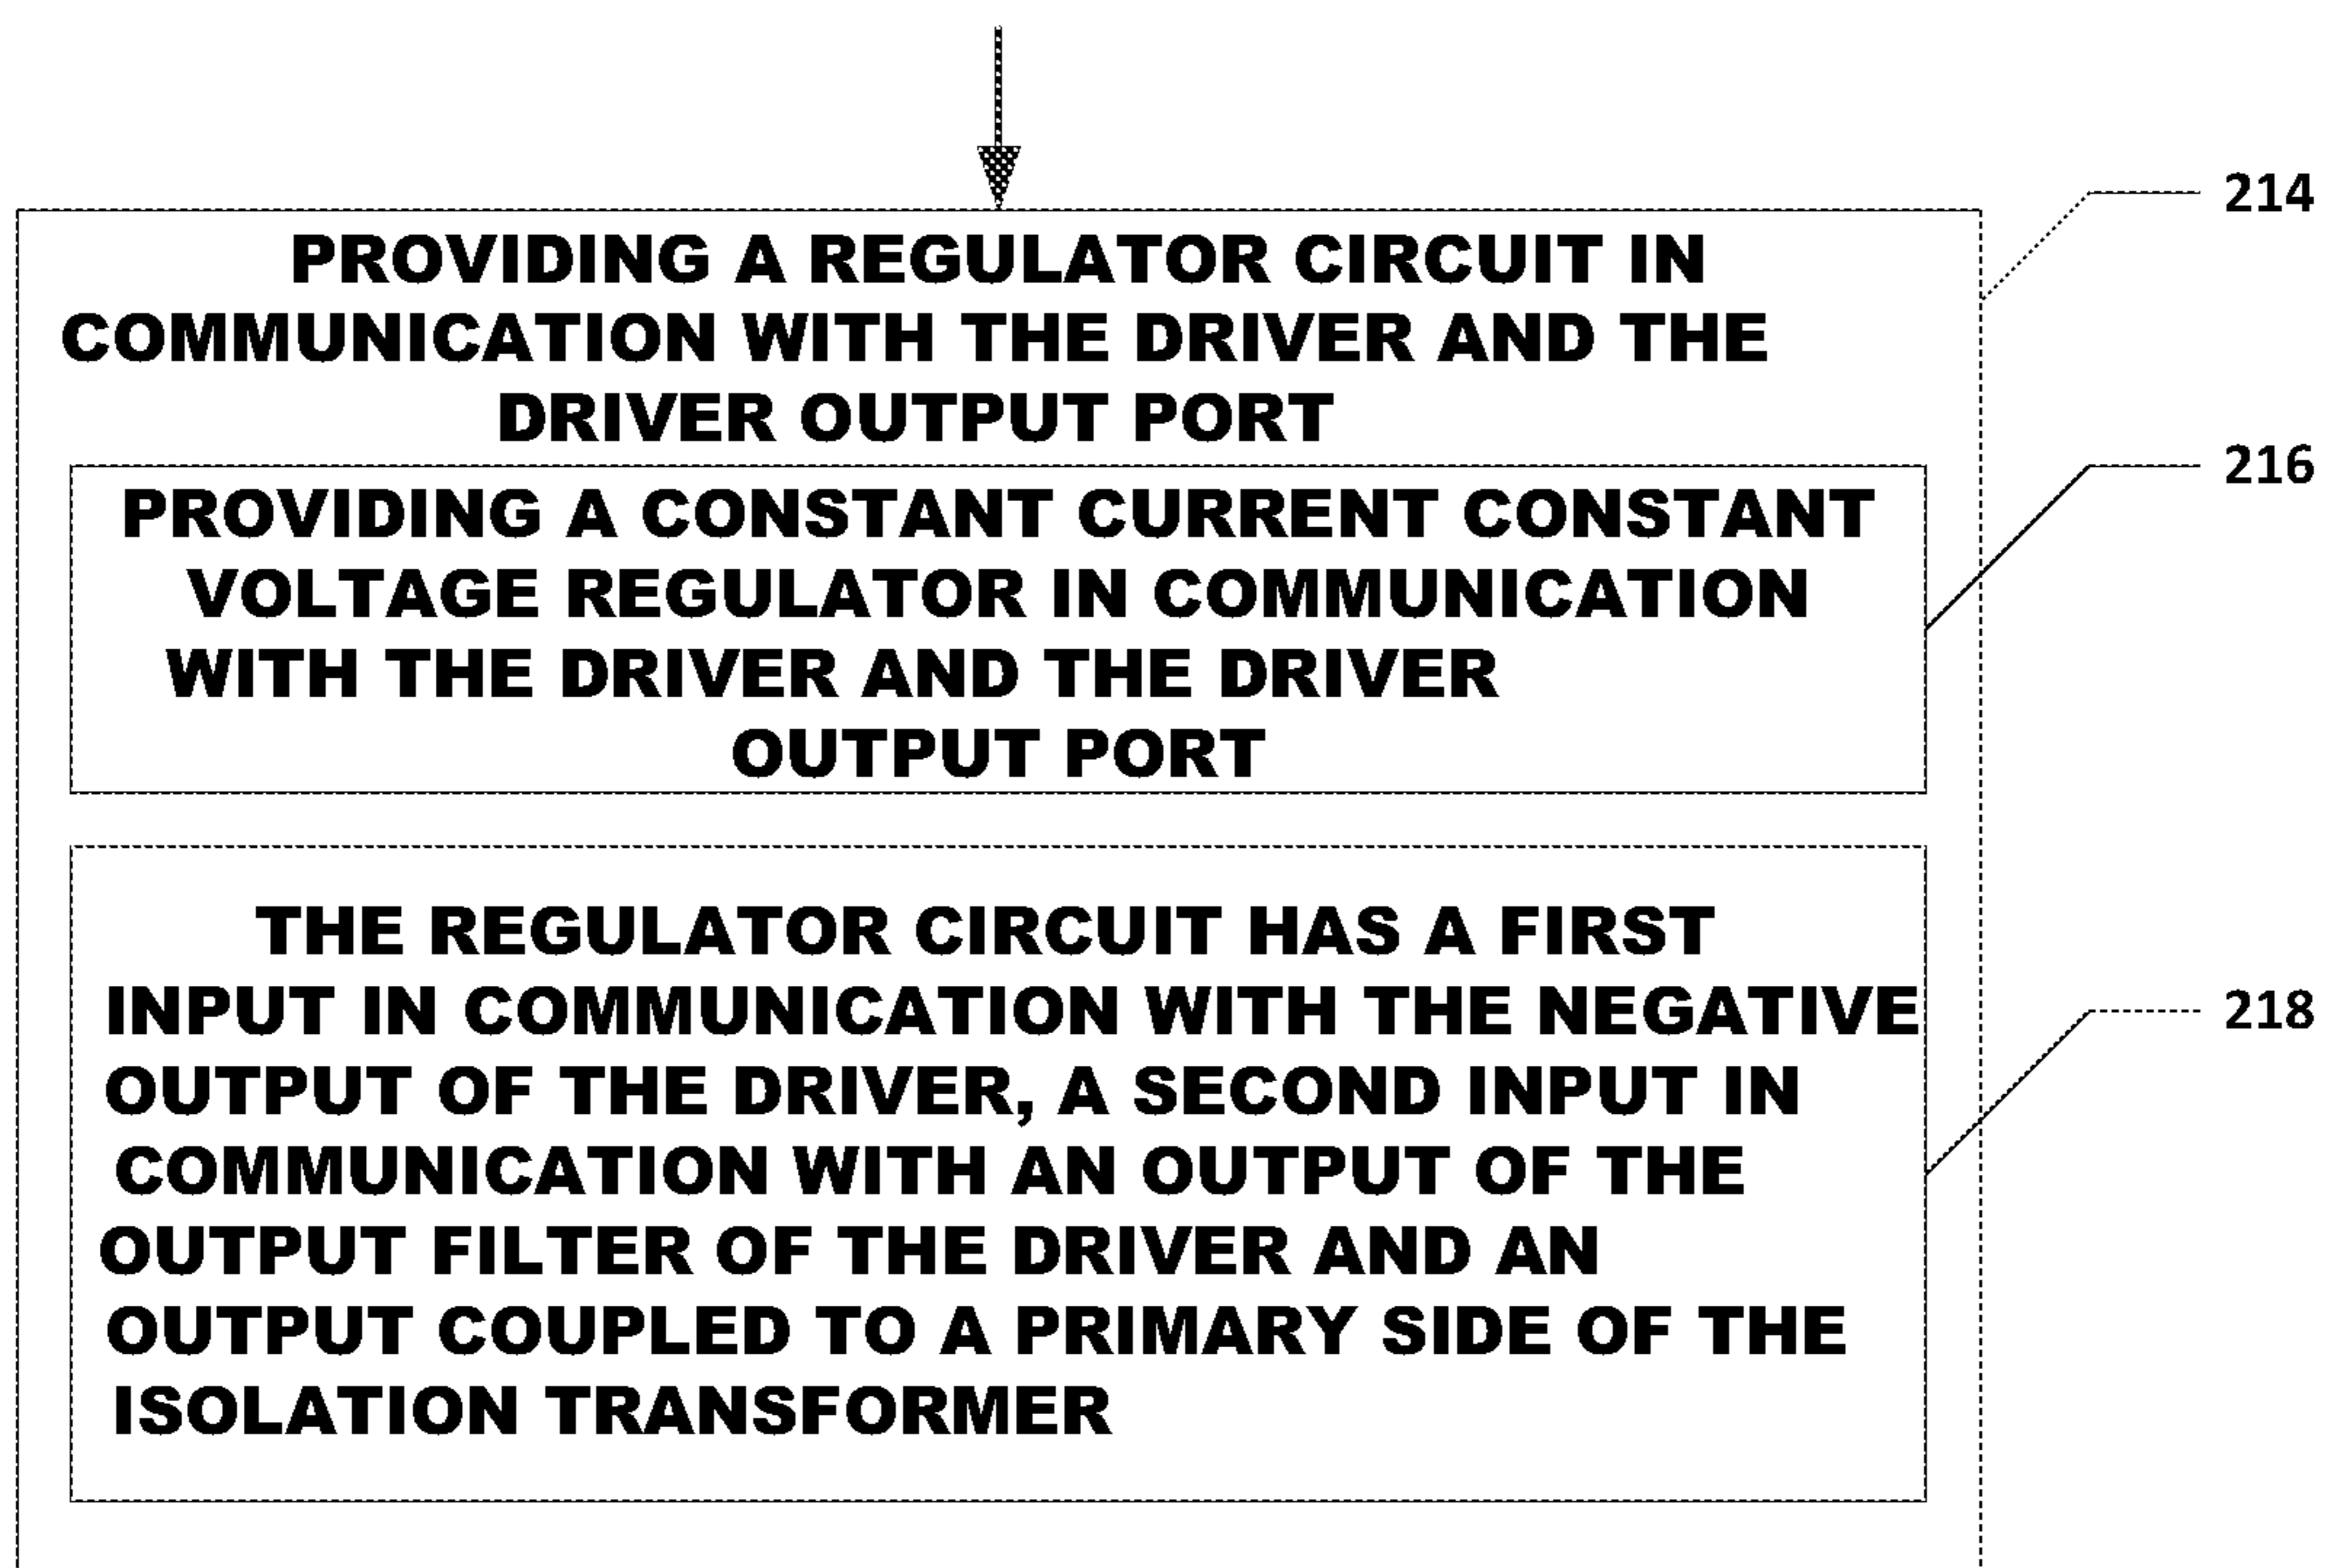 214
PROVIDING A REGULATOR CIRCUIT IN
COMMUNICATION WITH THE DRIVER AND THE
DRIVER OUTPUT PORT
216
PROVIDING A CONSTANT CURRENT CONSTANT
VOLTAGE REGULATOR IN COMMUNICATION
WITH THE DRIVER AND THE DRIVER
OUTPUT PORT
THE REGULATOR CIRCUIT HAS A FIRST
INPUT IN COMMUNICATION WITH THE NEGATIVE
218
OUTPUT OF THE DRIVER, A SECOND INPUT IN
COMMUNICATION WITH AN OUTPUT OF THE
OUTPUT FILTER OF THE DRIVER AND AN
OUTPUT COUPLED TO A PRIMARY SIDE OF THE
ISOLATION TRANSFORMER